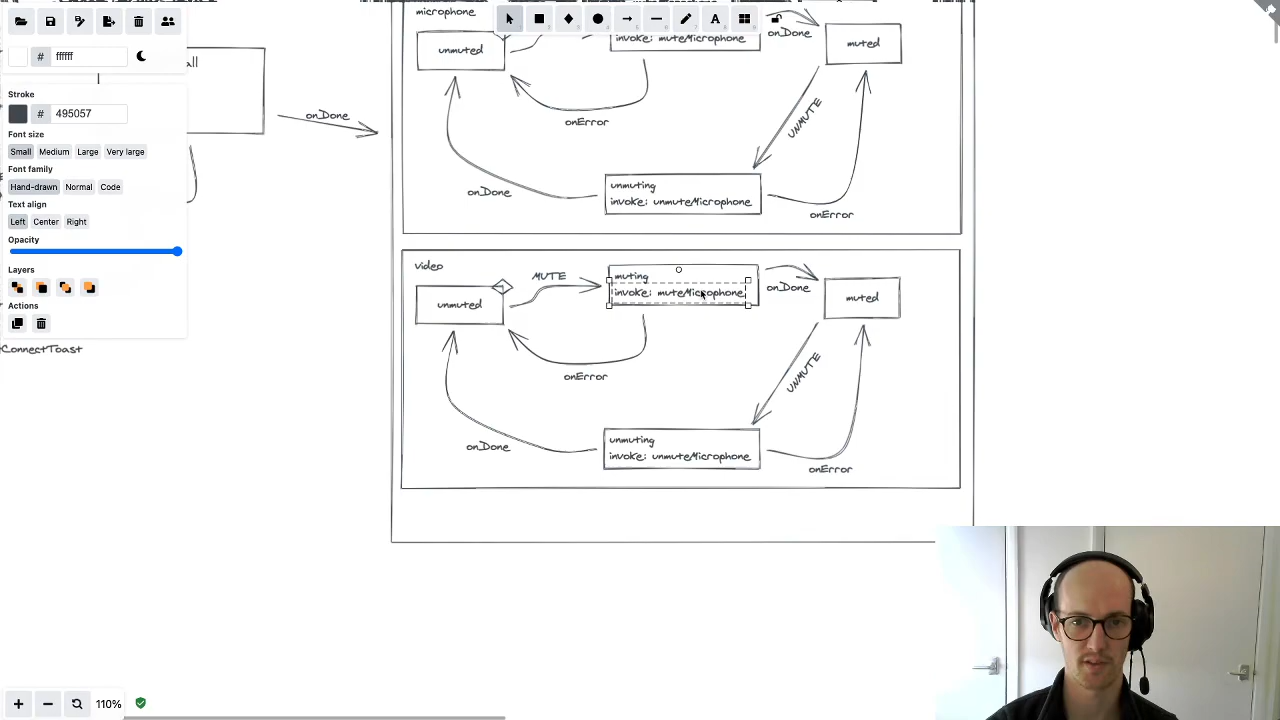 microphone
unmuted
invoke: muteMicrophone
onDone
muted
onError
UNMUTE
onDone
unmuting
invoke: unmuteMicrophone
onError
onDone
video
MUTE
muting
invoke: muteMicrophone
onDone
unmuted
muted
onError
UNMUTE
onDone
unmuting
invoke: unmuteMicrophone
onError
# ffffff
Stroke
# 495057
Font size
Small Medium Large Very large
Font family
Hand-drawn Normal Code
Text align
Left Center Right
Opacity
Layers
Actions
ConnectToast
all
110%